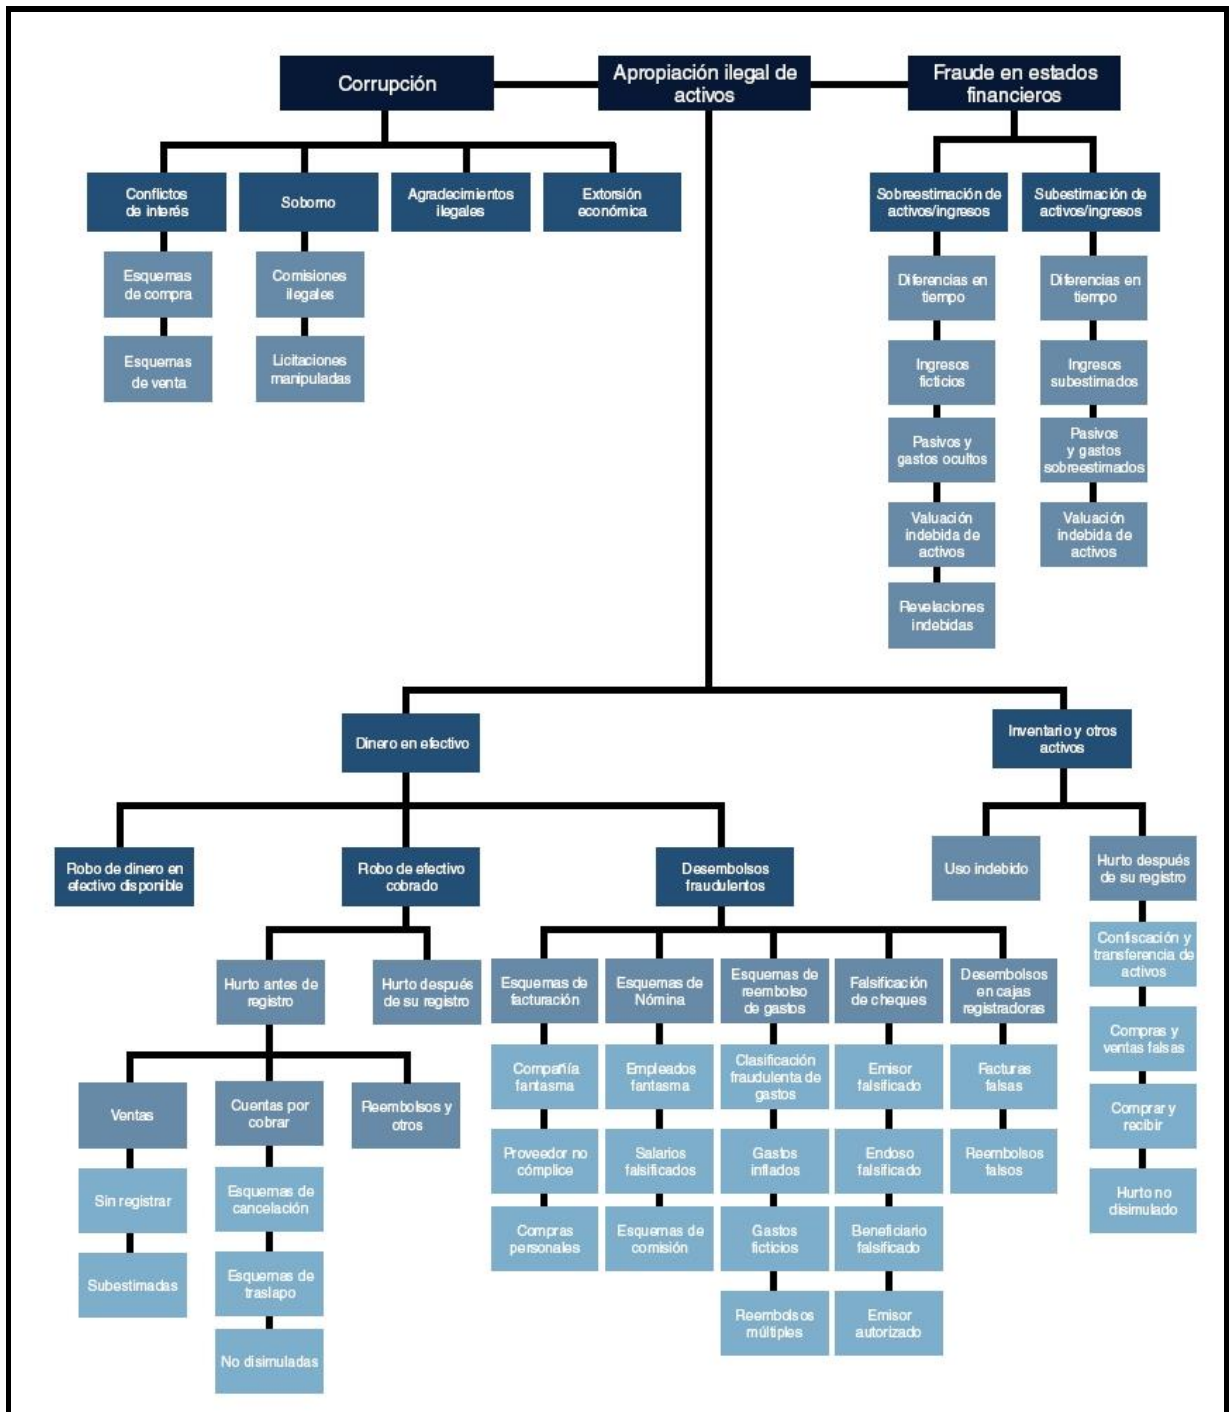 Corrupción
Apropiación ilegal de
activos
Fraude en estados
financieros
Conflictos
de interés
Soborno
Agradecimientos
ilegales
Extorsión
económica
Sobreestimación de
activos/ingresos
Subestimación de
activos/ingresos
Esquemas
de compra
Comisiones
ilegales
Diferencias en
tiempo
Diferencias en
tiempo
Esquemas
de venta
Licitaciones
manipuladas
Ingresos
ficticios
Ingresos
subestimados
Pasivos y
gastos ocultos
Pasivos
y gastos
sobreestimados
Valuación
indebida de
activos
Valuación
indebida de
activos
Revelaciones
indebidas
Dinero en efectivo
Inventario y otros
activos
Robo de dinero en
efectivo disponible
Robo de efectivo
cobrado
Desembolsos
fraudulentos
Uso indebido
Hurto después
de su registro
Hurto antes de
registro
Hurto después
de su registro
Esquemas de
facturación
Esquemas de
Nómina
Esquemas de
reembolso
de gastos
Falsificación
de cheques
Desembolsos
en cajas
registradoras
Confiscación y
transferencia de
activos
Compañía
fantasma
Empleados
fantasma
Clasificación
fraudulenta de
gastos
Emisor
falsificado
Facturas
falsas
Compras y
ventas falsas
Ventas
Cuentas por
cobrar
Reembolsos y
otros
Comprar y
recibir
Proveedor no
cómplice
Salarios
falsificados
Gastos
inflados
Endoso
falsificado
Reembolsos
falsos
Sin registrar
Esquemas de
cancelación
Hurto no
disimulado
Compras
personales
Esquemas de
comisión
Gastos
ficticios
Beneficiario
falsificado
Subestimadas
Esquemas de
traslapo
Reembolsos
múltiples
Emisor
autorizado
No disimuladas